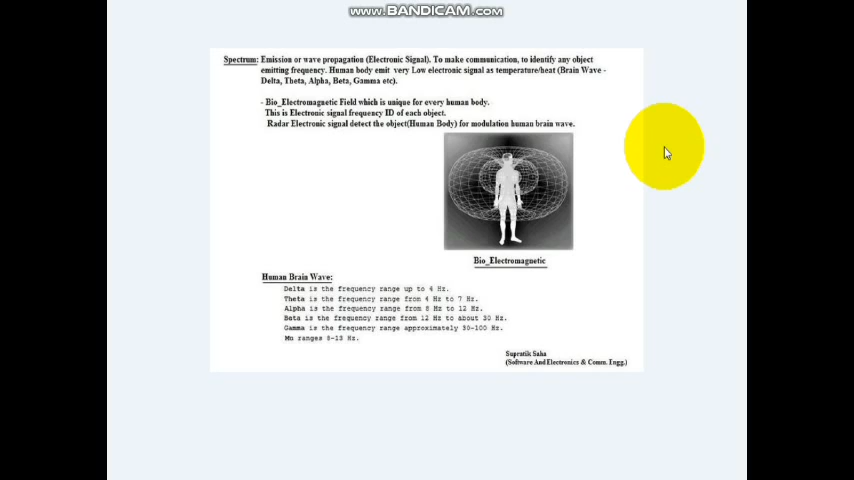 WWW.BANDICAM.COM
Spectrum: Emission or wave propagation (Electronic Signal). To make communication, to identify any object
emitting frequency. Human body emit very Low electronic signal as temperature/heat (Brain Wave -
Delta, Theta, Alpha, Beta, Gamma etc).
- Bio_Electromagnetic Field which is unique for every human body.
This is Electronic signal frequency ID of each object.
Radar Electronic signal detect the object(Human Body) for modulation human brain wave.
Bio_Electromagnetic
Human Brain Wave:
Delta is the frequency range up to 4 Hz.
Theta is the frequency range from 4 Hz to 7 Hz.
Alpha is the frequency range from 8 Hz to 12 Hz.
Beta is the frequency range from 12 Hz to about 30 Hz.
Gamma is the frequency range approximately 30-100 Hz.
Mu ranges 8-13 Hz.
Supratik Saha
(Software And Electronics & Comm. Engg.)